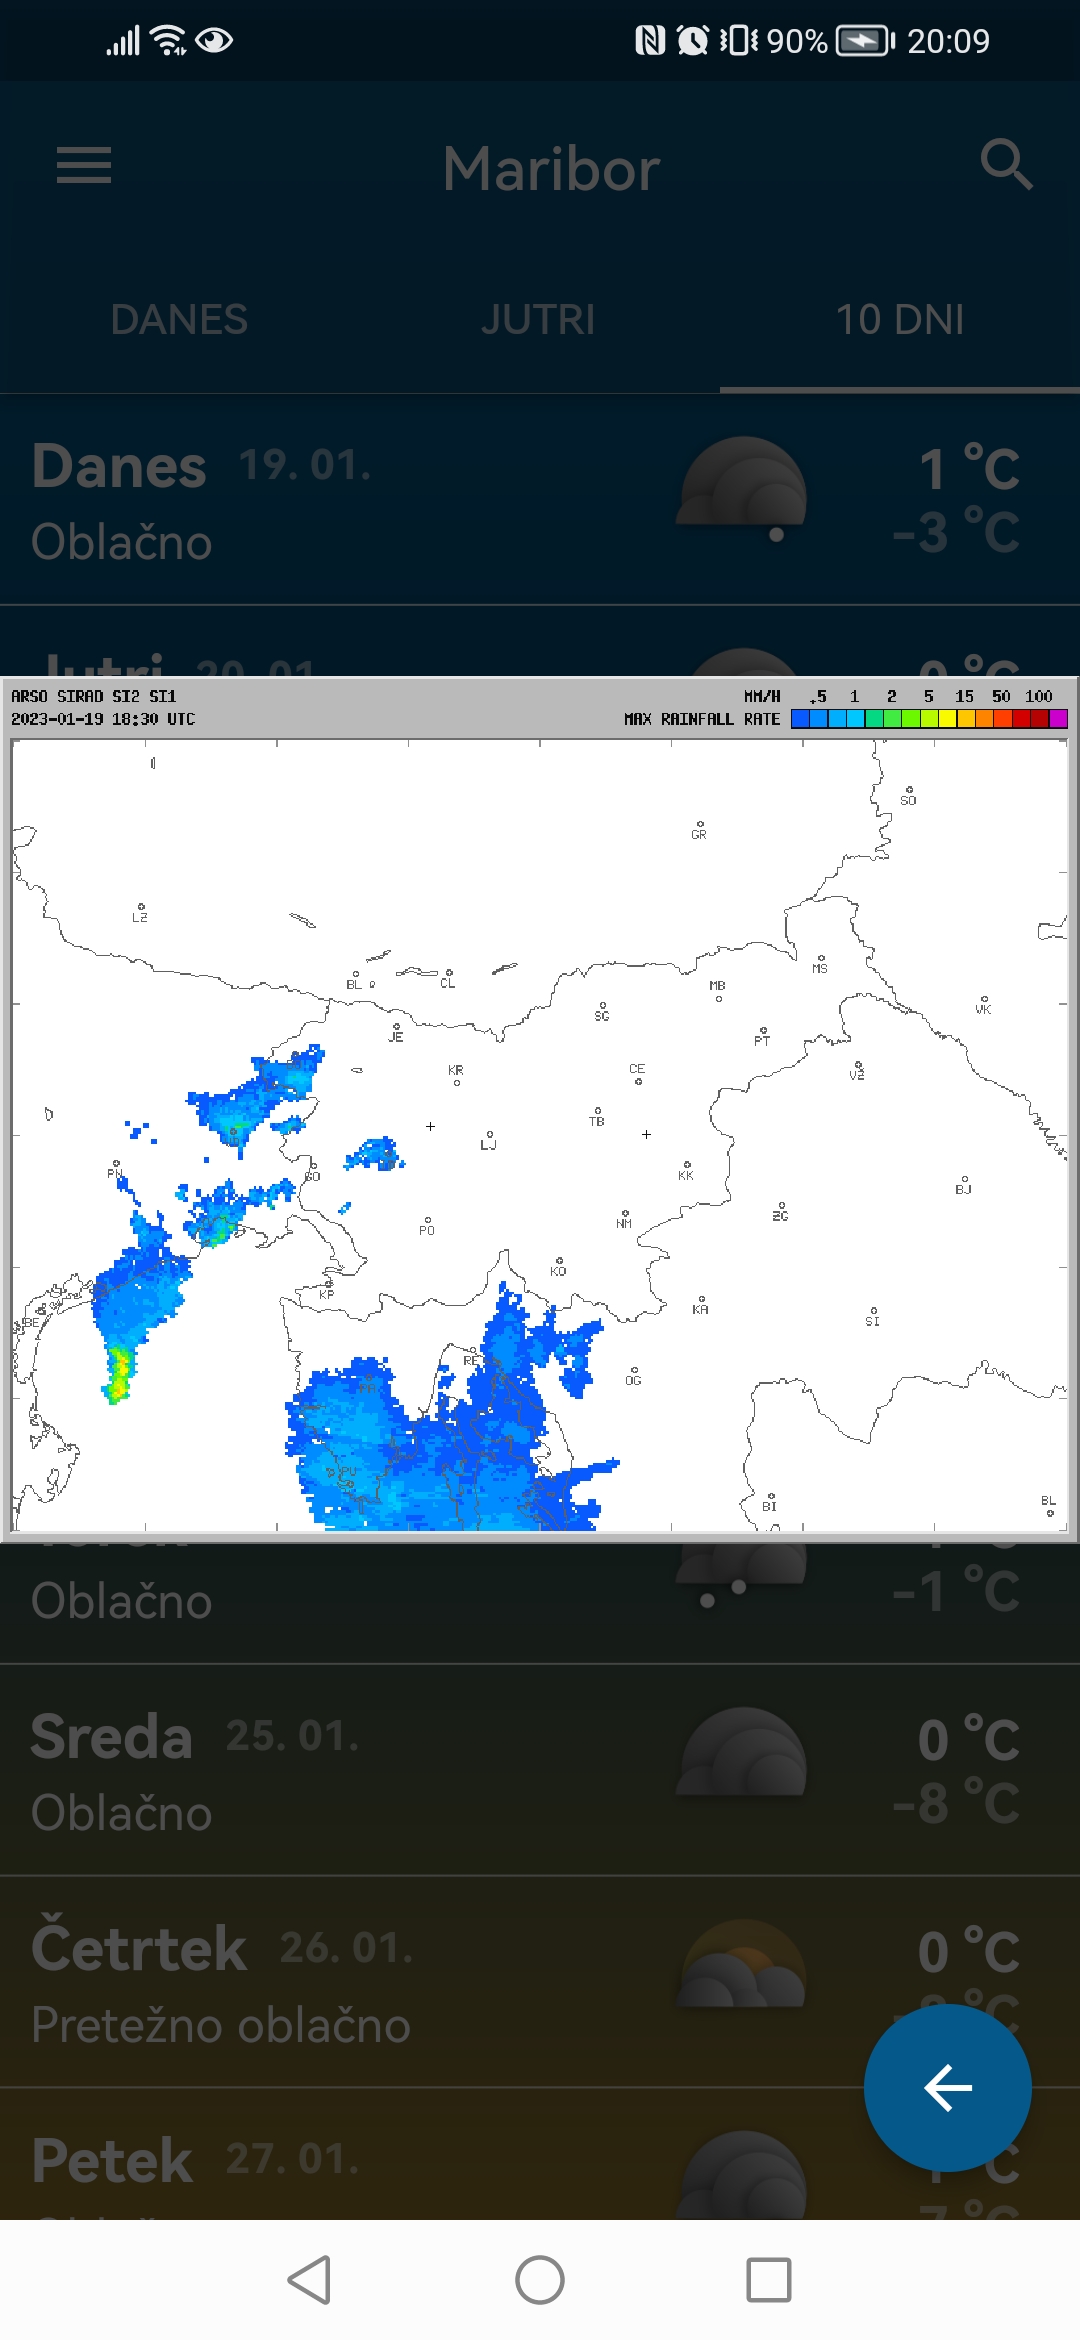 90% 20:09
Maribor
DANES JUTRI 10 DNI
Danes 19. 01. 1 °C
Oblačno -3 °C
Jutri 20. 01.
ARSO SIRAD SI2 SI1 MM/H .5 1 2 5 15 50 100
2023-01-19 18:30 UTC MAX RAINFALL RATE
SO
GR
LZ
MS
BL CL MB
VK
SG
JE PT
KR CE VŽ
TB
LJ
PN GO KK BJ
PO NM ZG
KO
KP KA
BE SI
RE
OG
PU
BI BL
Oblačno -1 °C
Sreda 25. 01. 0 °C
Oblačno -8 °C
Četrtek 26. 01. 0 °C
Pretežno oblačno
Petek 27. 01.